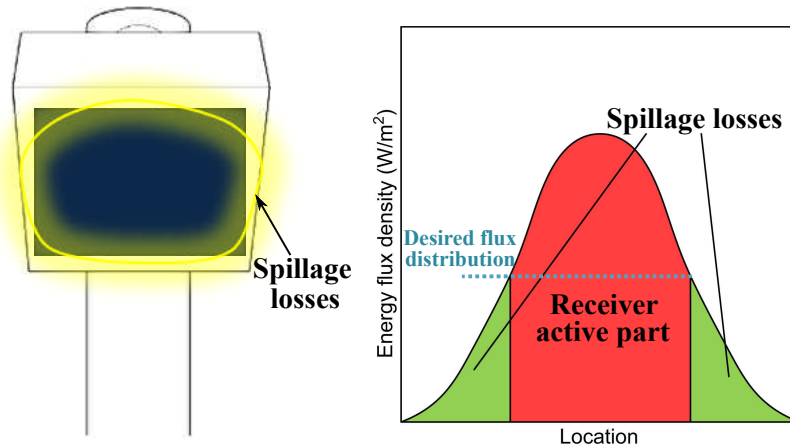 Spillage
losses
Energy flux density (W/m²)
Spillage losses
Desired flux
distribution
Receiver
active part
Location